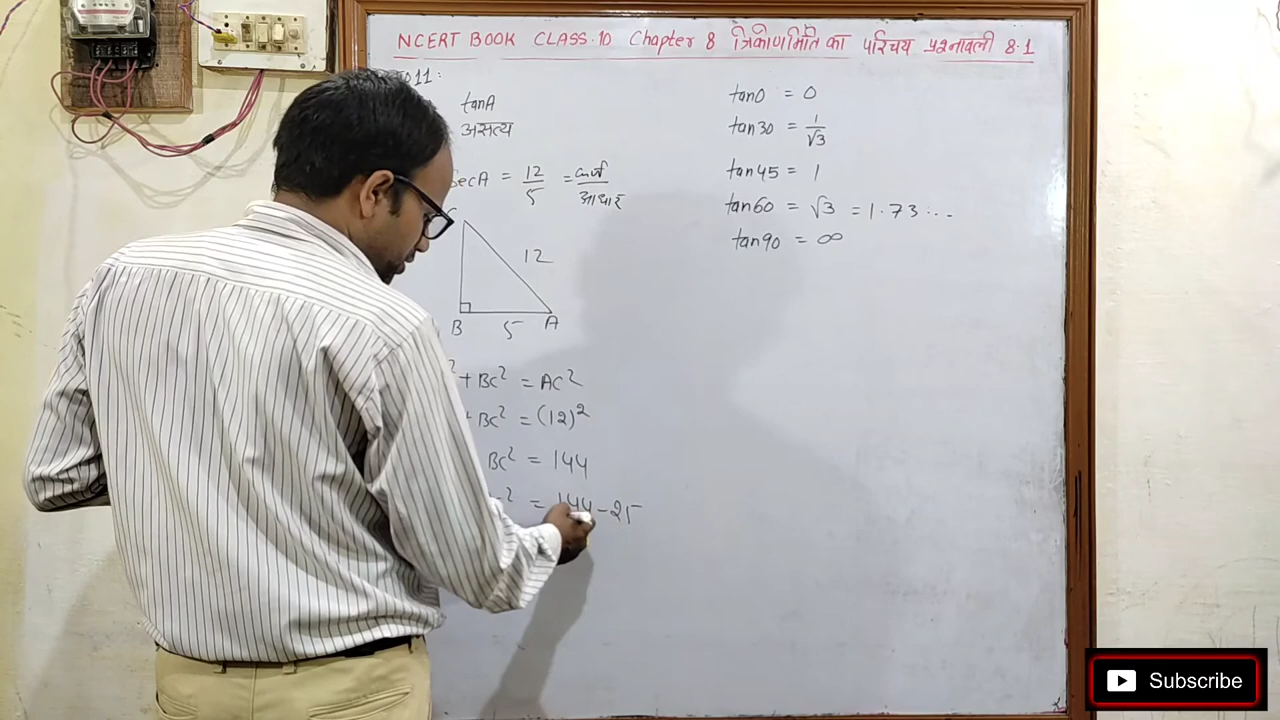 NCERT BOOK CLASS 10 Chapter 8 त्रिकोणमिति का परिचय प्रश्नावली 8.1
11:
tanA
असत्य
SecA = 12/5 = कर्ण/आधार
12
B 5 A
² + BC² = AC²
+ BC² = (12)²
BC² = 144
² = 144 - 25
tan0 = 0
tan30 = 1/√3
tan45 = 1
tan60 = √3 = 1.73...
tan90 = ∞
Subscribe